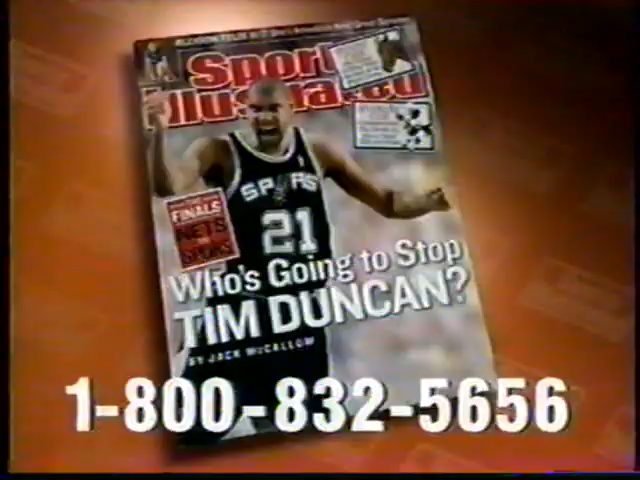 Sports
Illustrated
SPURS
21
FINALS
NETS
VS
SPURS
Who's Going to Stop
TIM DUNCAN?
BY JACK McCALLUM
1-800-832-5656